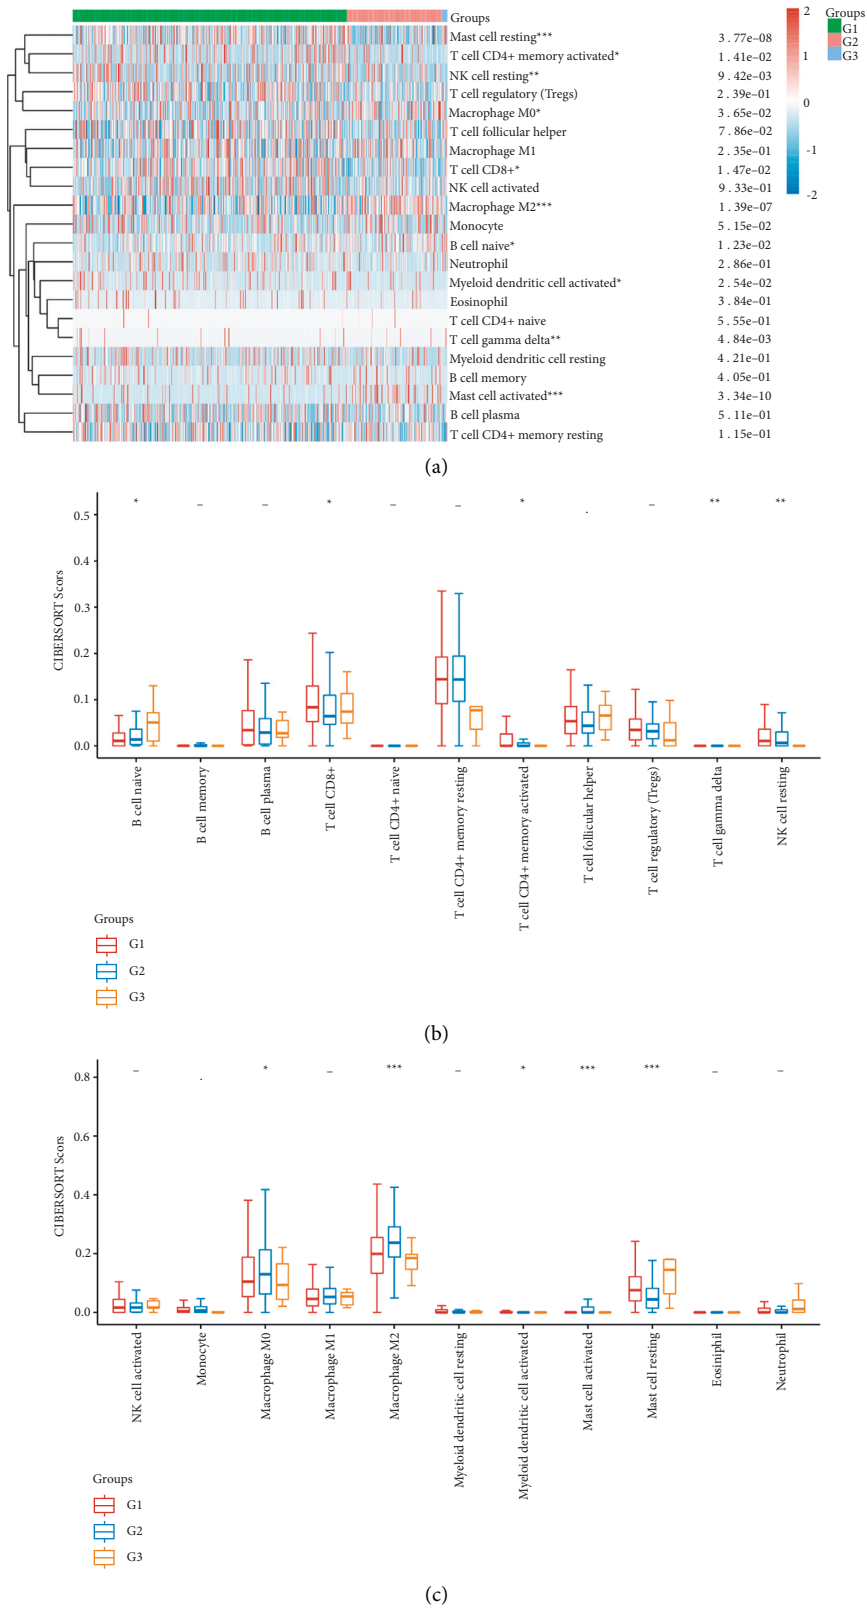 Groups
Mast cell resting*** 3.77e–08
T cell CD4+ memory activated* 1.41e–02
NK cell resting** 9.42e–03
T cell regulatory (Tregs) 2.39e–01
Macrophage M0* 3.65e–02
T cell follicular helper 7.86e–02
Macrophage M1 2.35e–01
T cell CD8+* 1.47e–02
NK cell activated 9.33e–01
Macrophage M2*** 1.39e–07
Monocyte 5.15e–02
B cell naive* 1.23e–02
Neutrophil 2.86e–01
Myeloid dendritic cell activated* 2.54e–02
Eosinophil 3.84e–01
T cell CD4+ naive 5.55e–01
T cell gamma delta** 4.84e–03
Myeloid dendritic cell resting 4.21e–01
B cell memory 4.05e–01
Mast cell activated*** 3.34e–10
B cell plasma 5.11e–01
T cell CD4+ memory resting 1.15e–01
2
1
0
-1
-2
Groups
G1
G2
G3
(a)
* – – * – – * . – ** **
CIBERSORT Scors
0.5
0.4
0.3
0.2
0.1
0.0
B cell naive
B cell memory
B cell plasma
T cell CD8+
T cell CD4+ naive
T cell CD4+ memory resting
T cell CD4+ memory activated
T cell follicular helper
T cell regulatory (Tregs)
T cell gamma delta
NK cell resting
Groups
G1
G2
G3
(b)
– . * – *** – * *** *** – –
CIBERSORT Scors
0.8
0.6
0.4
0.2
0.0
NK cell activated
Monocyte
Macrophage M0
Macrophage M1
Macrophage M2
Myeloid dendritic cell resting
Myeloid dendritic cell activated
Mast cell activated
Mast cell resting
Eosiniphil
Neutrophil
Groups
G1
G2
G3
(c)